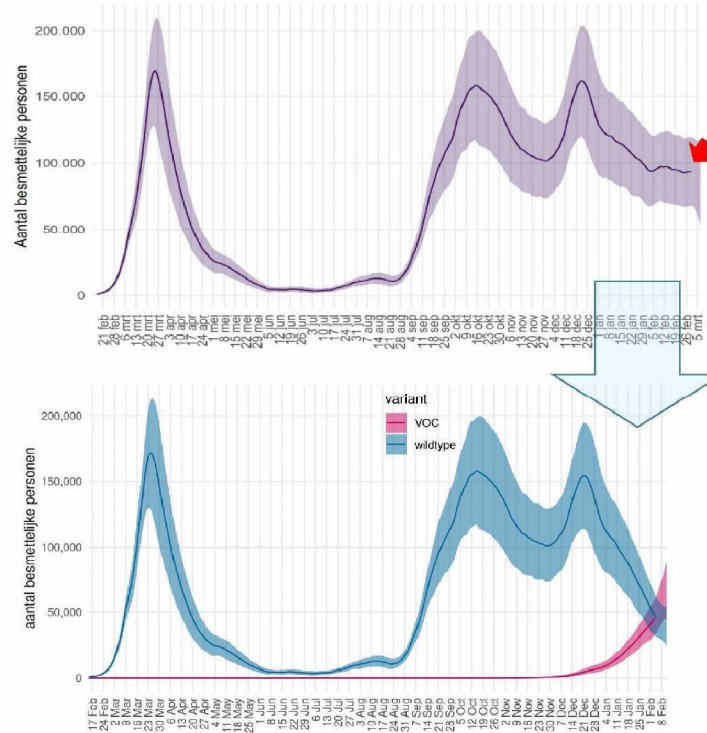 Aantal besmettelijke personen
200.000
150.000
100.000
50.000
0
21 feb
28 feb
6 mrt
13 mrt
20 mrt
27 mrt
3 apr
10 apr
17 apr
24 apr
1 mei
8 mei
15 mei
22 mei
29 mei
5 jun
12 jun
19 jun
26 jun
3 jul
10 jul
17 jul
24 jul
31 jul
7 aug
14 aug
21 aug
28 aug
4 sep
11 sep
18 sep
25 sep
2 okt
9 okt
16 okt
23 okt
30 okt
6 nov
13 nov
20 nov
27 nov
4 dec
11 dec
18 dec
25 dec
1 jan
8 jan
15 jan
22 jan
29 jan
5 feb
12 feb
19 feb
26 feb
5 mrt
variant
VOC
wildtype
aantal besmettelijke personen
200,000
150,000
100,000
50,000
0
17 Feb
24 Feb
2 Mar
9 Mar
16 Mar
23 Mar
30 Mar
6 Apr
13 Apr
20 Apr
27 Apr
4 May
11 May
18 May
25 May
1 Jun
8 Jun
15 Jun
22 Jun
29 Jun
6 Jul
13 Jul
20 Jul
27 Jul
3 Aug
10 Aug
17 Aug
24 Aug
31 Aug
7 Sep
14 Sep
21 Sep
28 Sep
5 Oct
12 Oct
19 Oct
26 Oct
2 Nov
9 Nov
16 Nov
23 Nov
30 Nov
7 Dec
14 Dec
21 Dec
28 Dec
4 Jan
11 Jan
18 Jan
25 Jan
1 Feb
8 Feb